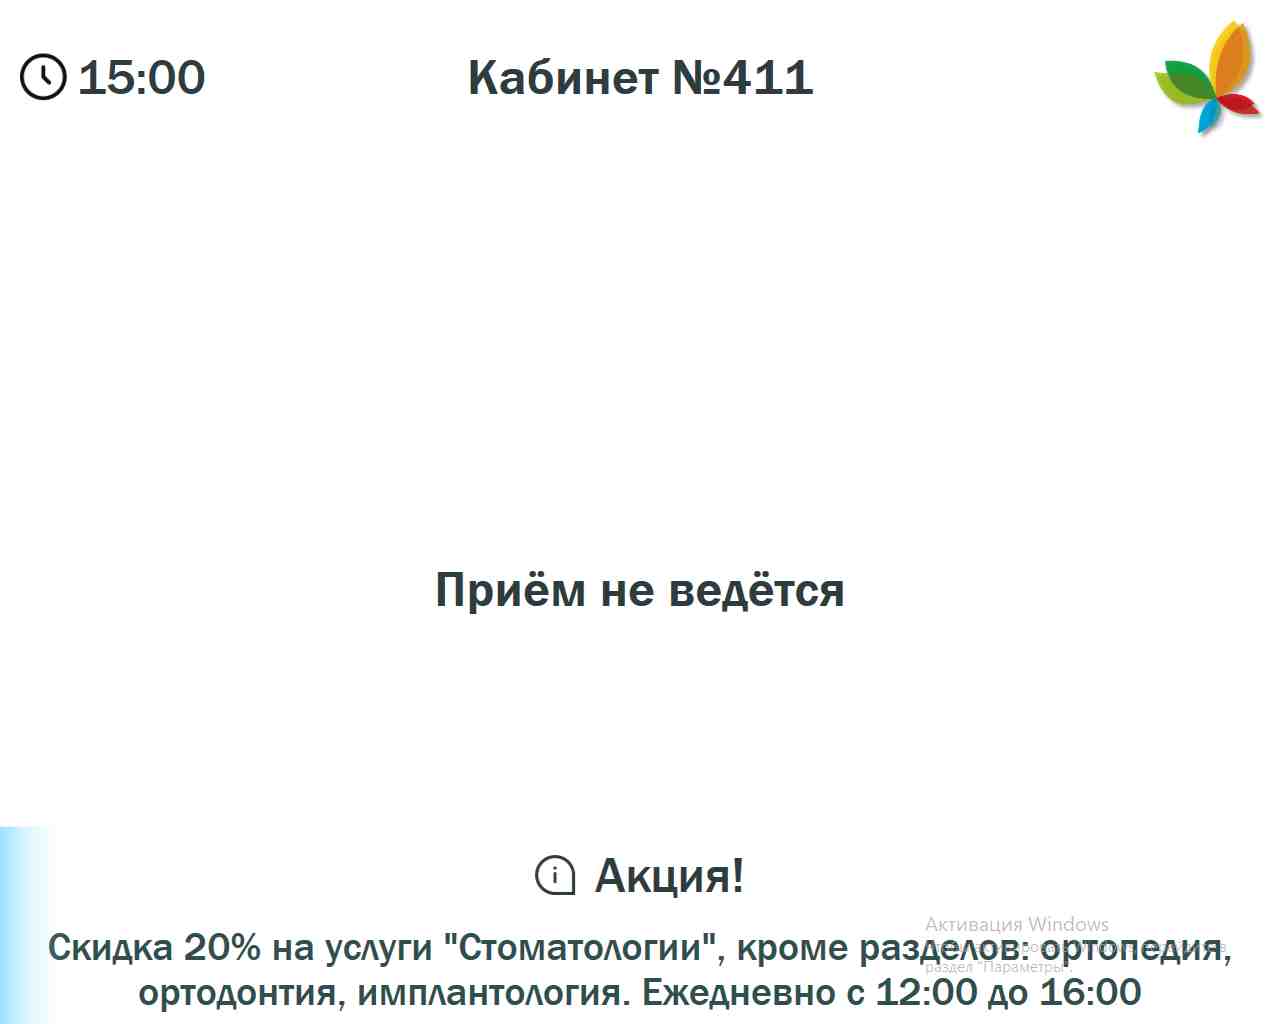 15:00
Кабинет №411
Приём не ведётся
Акция!
Скидка 20% на услуги "Стоматологии", кроме разделов: ортопедия,
ортодонтия, имплантология. Ежедневно с 12:00 до 16:00
Активация Windows
Windows
раздел "Параметры".